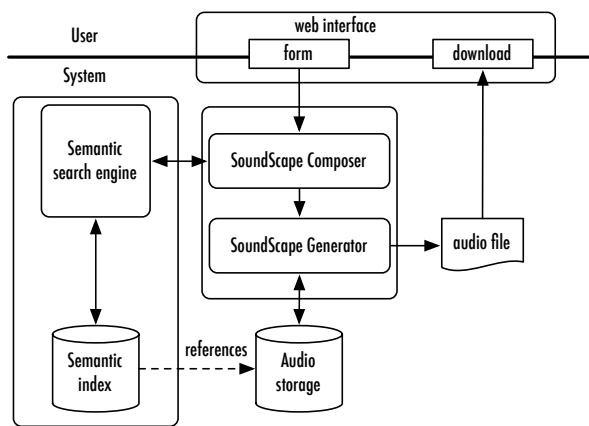 web interface
User
form
download
System
Semantic
search engine
SoundScape Composer
SoundScape Generator
audio file
references
Semantic
index
Audio
storage